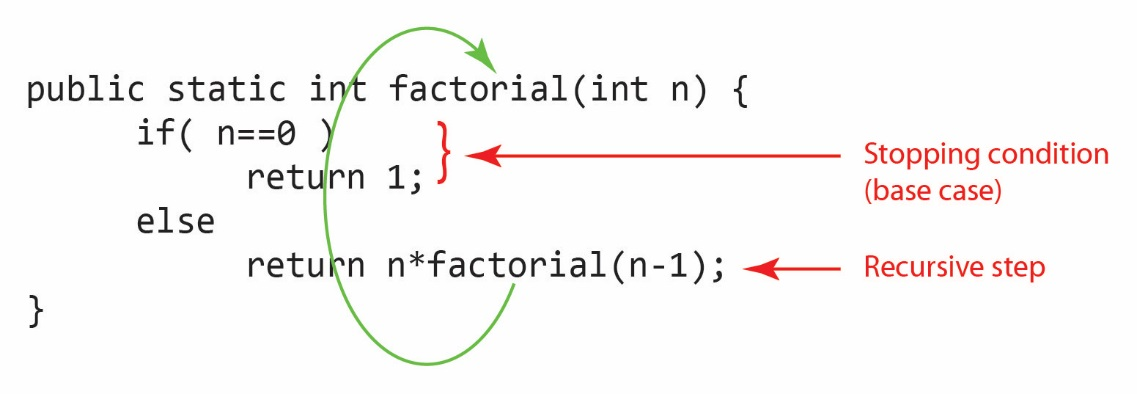 public static int factorial(int n) {
if( n==0 )
return 1;
else
return n*factorial(n-1);
}
Stopping condition
(base case)
Recursive step